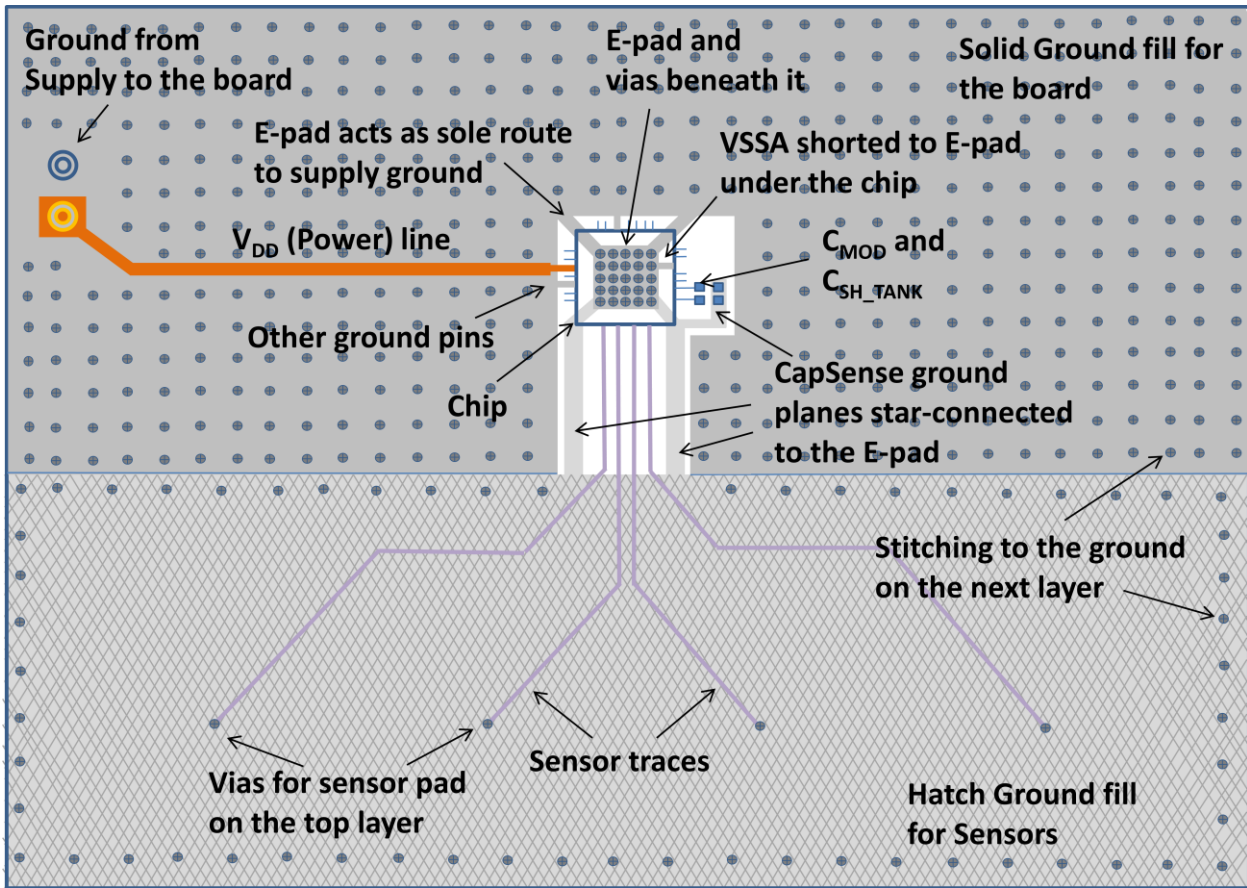 Ground from
Supply to the board
E-pad and
vias beneath it
Solid Ground fill for
the board
E-pad acts as sole route
to supply ground
VSSA shorted to E-pad
under the chip
VDD (Power) line
CMOD and
CSH_TANK
Other ground pins
Chip
CapSense ground
planes star-connected
to the E-pad
Stitching to the ground
on the next layer
Vias for sensor pad
on the top layer
Sensor traces
Hatch Ground fill
for Sensors